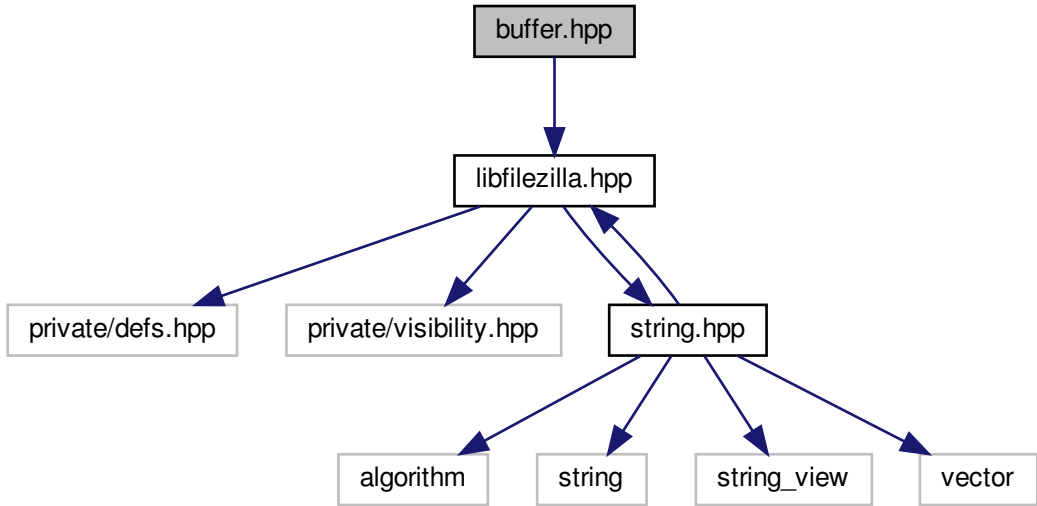 buffer.hpp
libfilezilla.hpp
private/defs.hpp
private/visibility.hpp
string.hpp
algorithm
string
string_view
vector